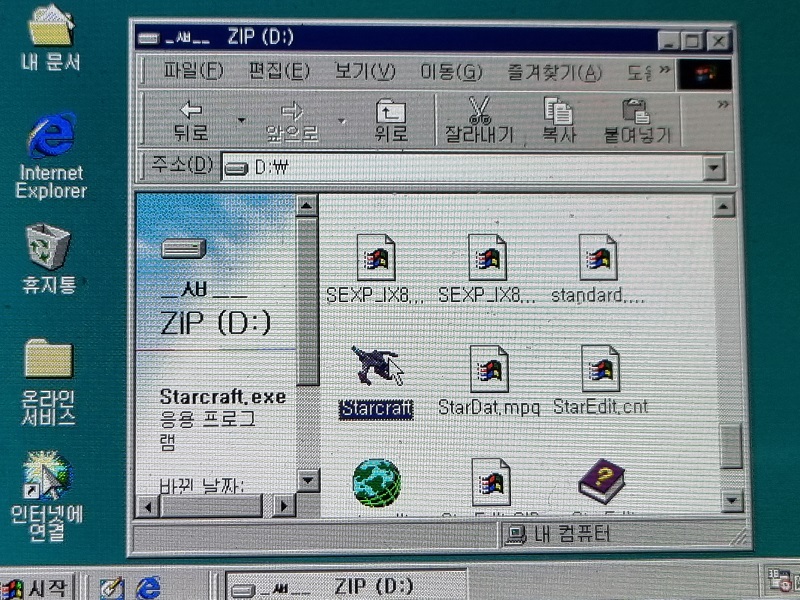 내 문서
Internet
Explorer
휴지통
온라인
서비스
인터넷에
연결
_새__ ZIP (D:)
파일(F) 편집(E) 보기(V) 이동(G) 즐겨찾기(A) 도움 »
뒤로 앞으로 위로 잘라내기 복사 붙여넣기 »
주소(D) D:₩
_새__
ZIP (D:)
Starcraft.exe
응용 프로그
램
바뀐 날짜:
SEXP_IX8... SEXP_IX8... standard....
Starcraft StarDat.mpq StarEdit.cnt
내 컴퓨터
시작 _새__ ZIP (D:)